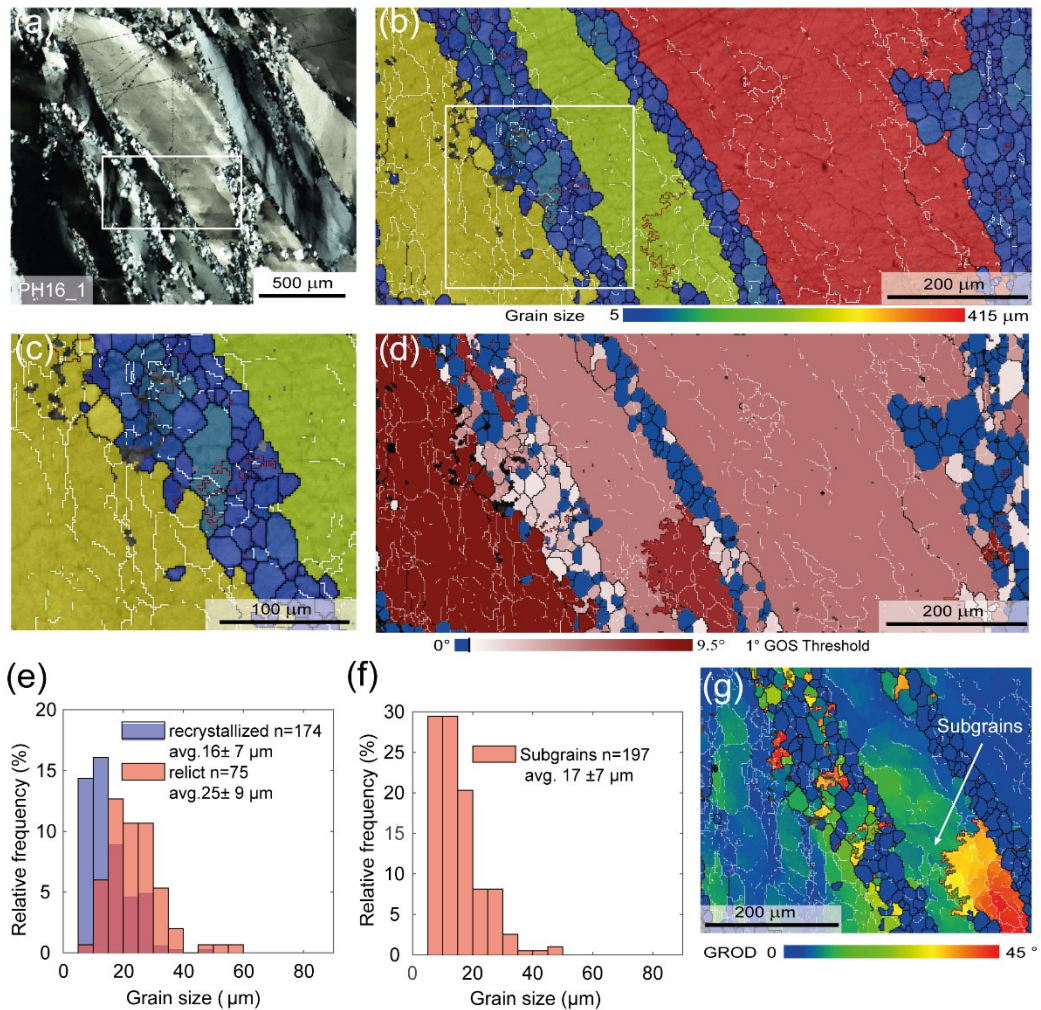 (a)
PH16_1
500 µm
(b)
200 µm
Grain size 5 415 µm
(c)
100 µm
(d)
200 µm
0° 9.5° 1° GOS Threshold
(e)
20
15
10
5
0
Relative frequency (%)
recrystallized n=174
avg.16± 7 µm
relict n=75
avg.25± 9 µm
0 20 40 60 80
Grain size ( µm)
(f)
30
25
20
15
10
5
0
Relative frequency (%)
Subgrains n=197
avg. 17 ±7 µm
0 20 40 60 80
Grain size (µm)
(g)
Subgrains
200 µm
GROD 0 45 °